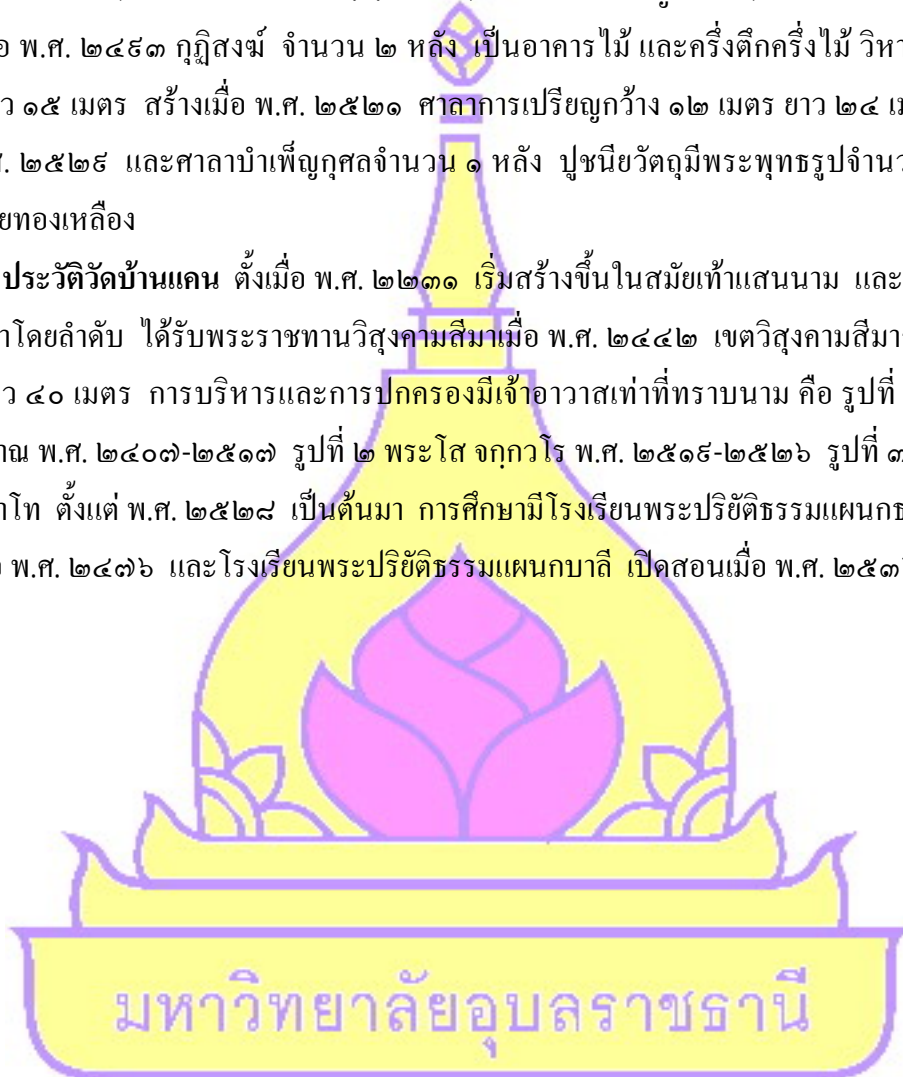 อ พ.ศ. ๒๔๙๓ กุฏิสงฆ์ จำนวน ๒ หลัง เป็นอาคารไม้ และครึ่งตึกครึ่งไม้ วิหา
ว ๑๕ เมตร สร้างเมื่อ พ.ศ. ๒๕๒๑ ศาลาการเปรียญกว้าง ๑๒ เมตร ยาว ๒๔ เม
ศ. ๒๕๒๙ และศาลาบำเพ็ญกุศลจำนวน ๑ หลัง ปูชนียวัตถุมีพระพุทธรูปจำนว
ยทองเหลือง
ประวัติวัดบ้านแคน ตั้งเมื่อ พ.ศ. ๒๒๓๑ เริ่มสร้างขึ้นในสมัยเท้าแสนนาม และ
าโดยลำดับ ได้รับพระราชทานวิสุงคามสีมาเมื่อ พ.ศ. ๒๔๔๒ เขตวิสุงคามสีมา
ว ๔๐ เมตร การบริหารและการปกครองมีเจ้าอาวาสเท่าที่ทราบนาม คือ รูปที่
าณ พ.ศ. ๒๔๐๗-๒๕๑๗ รูปที่ ๒ พระโส จกฺกวโร พ.ศ. ๒๕๑๙-๒๕๒๖ รูปที่ ๓
าโท ตั้งแต่ พ.ศ. ๒๕๒๘ เป็นต้นมา การศึกษามีโรงเรียนพระปริยัติธรรมแผนกธ
อ พ.ศ. ๒๔๗๖ และโรงเรียนพระปริยัติธรรมแผนกบาลี เปิดสอนเมื่อ พ.ศ. ๒๕๓
มหาวิทยาลัยอุบลราชธานี